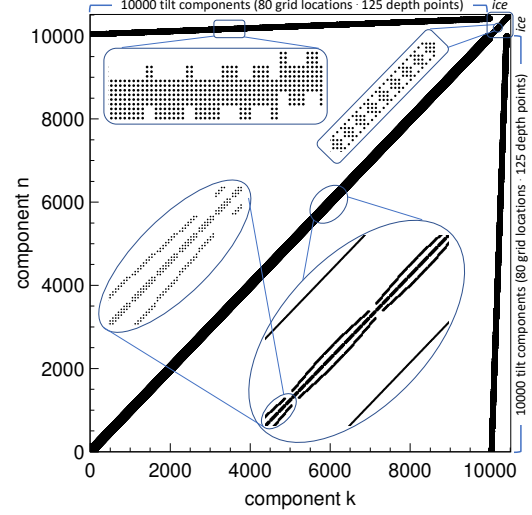 10000 tilt components (80 grid locations · 125 depth points) ice
ice
10000
8000
6000
4000
2000
0
component n
0 2000 4000 6000 8000 10000
component k
10000 tilt components (80 grid locations · 125 depth points)